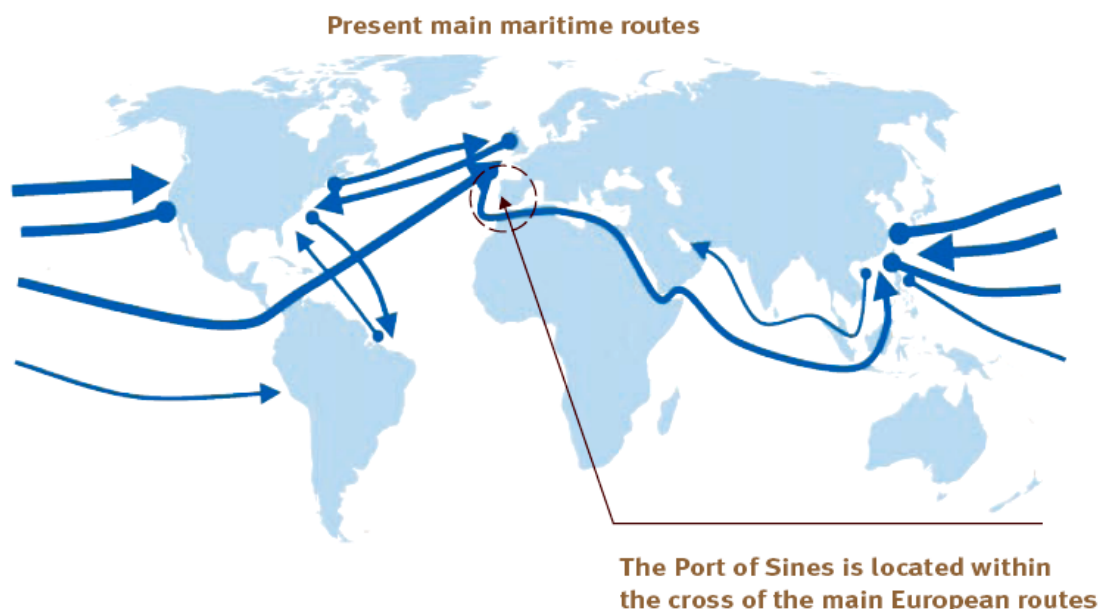 Present main maritime routes
The Port of Sines is located within
the cross of the main European routes